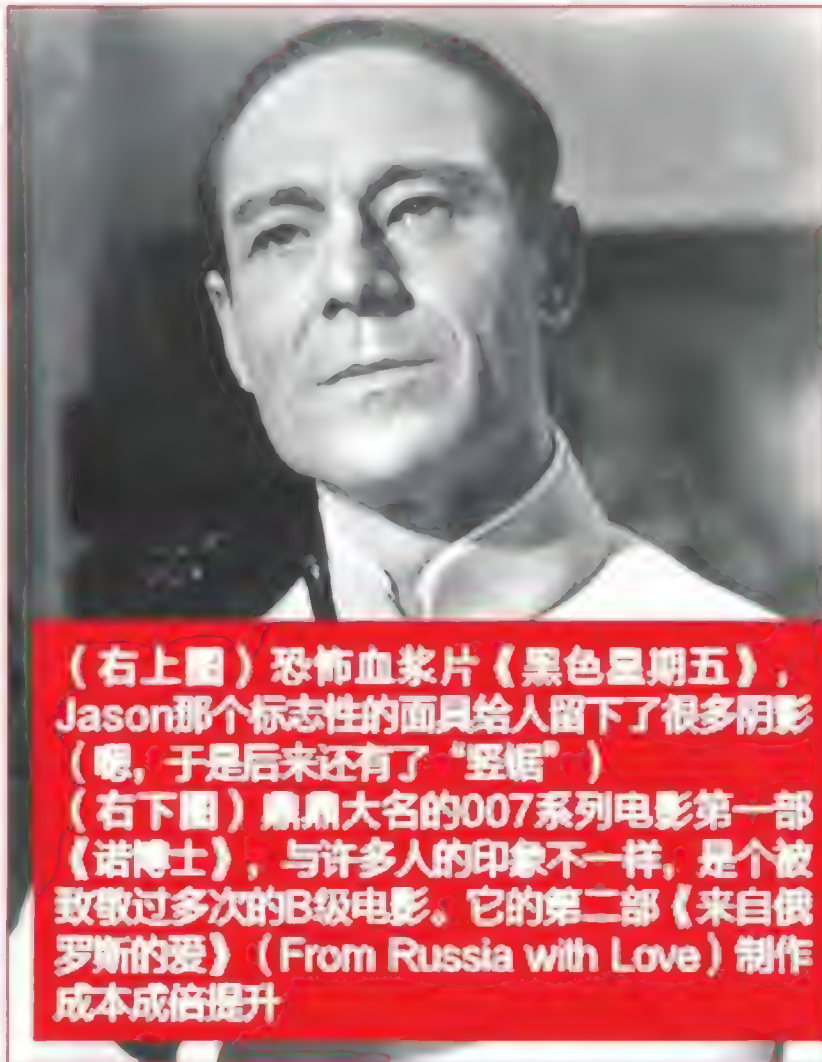 （右上图）恐怖血浆片《黑色星期五》，
Jason那个标志性的面具给人留下了很多阴影
（嗯，于是后来还有了“竖锯”）
（右下图）鼎鼎大名的007系列电影第一部
《诺博士》，与许多人的印象不一样，是个被
致敬过多次的B级电影。它的第二部《来自俄
罗斯的爱》（From Russia with Love）制作
成本成倍提升